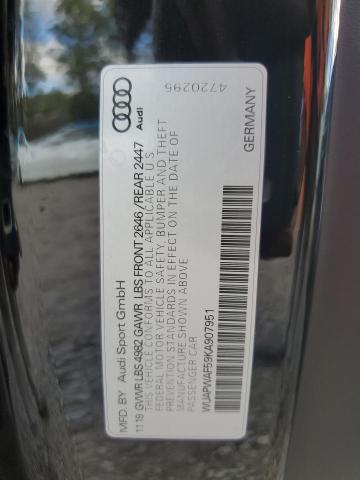 4720295
Audi
MFD. BY Audi Sport GmbH
11.19 GVWR LBS 4982 GAWR LBS FRONT 2646 /REAR 2447
THIS VEHICLE CONFORMS TO ALL APPLICABLE U S
FEDERAL MOTOR VEHICLE SAFETY, BUMPER AND THEFT
PREVENTION STANDARDS IN EFFECT ON THE DATE OF
MANUFACTURE SHOWN ABOVE
PASSENGER CAR
WUAPWAF59KA907951
GERMANY